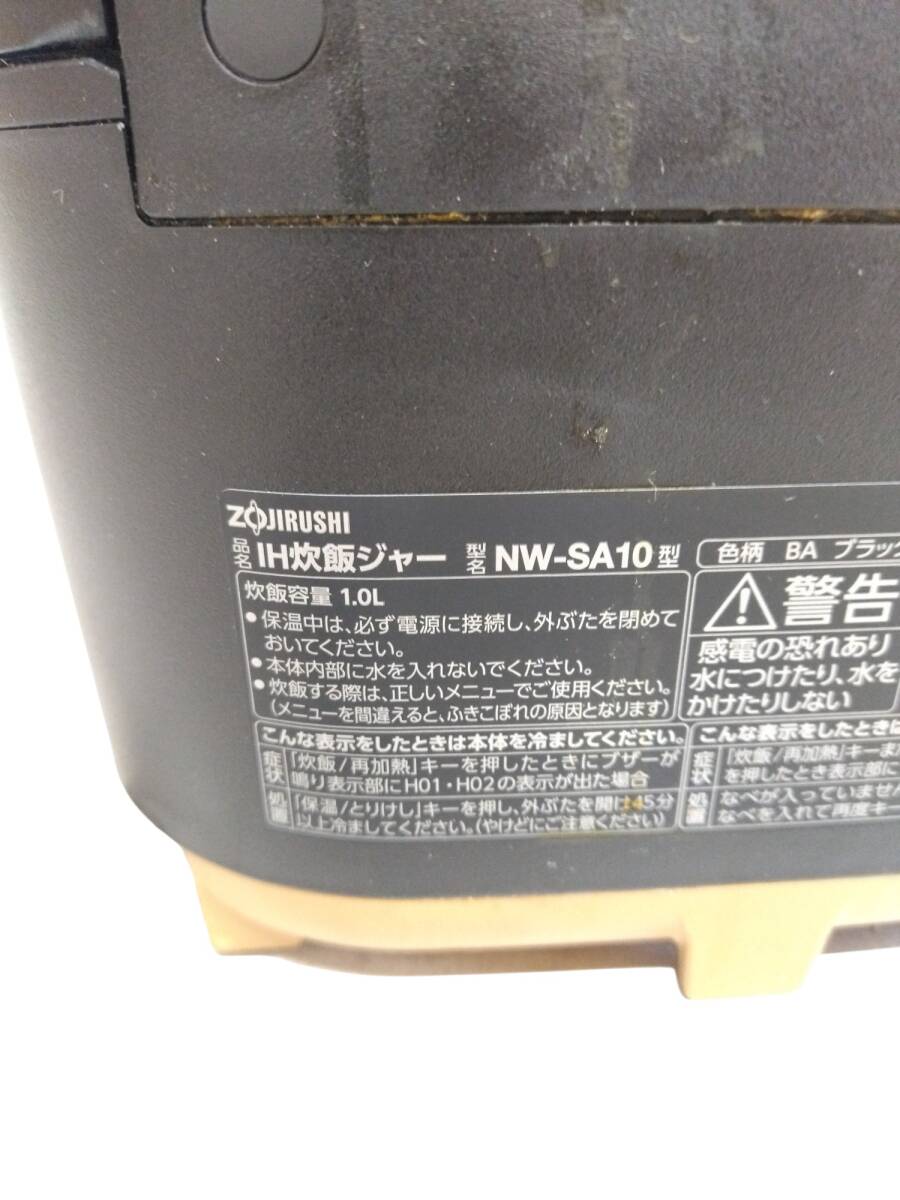 ZOJIRUSHI
品名 IH炊飯ジャー 型名 NW-SA10型
色柄 BA ブラック
炊飯容量 1.0L
•保温中は、必ず電源に接続し、外ぶたを閉めて
おいてください。
•本体内部に水を入れないでください。
•炊飯する際は、正しいメニューでご使用ください。
(メニューを間違えると、ふきこぼれの原因となります)
警告
感電の恐れあり
水につけたり、水を
かけたりしない
こんな表示をしたときは本体を冷ましてください。
症状 「炊飯/再加熱」キーを押したときにブザーが
鳴り表示部にH01・H02の表示が出た場合
処置 「保温/とりけし」キーを押し、外ぶたを開け15分
以上冷ましてください。(やけどにご注意ください)
こんな表示をしたときは
症状 「炊飯/再加熱」キーまた
を押したとき表示部に
処置 なべが入っていません
なべを入れて再度キー